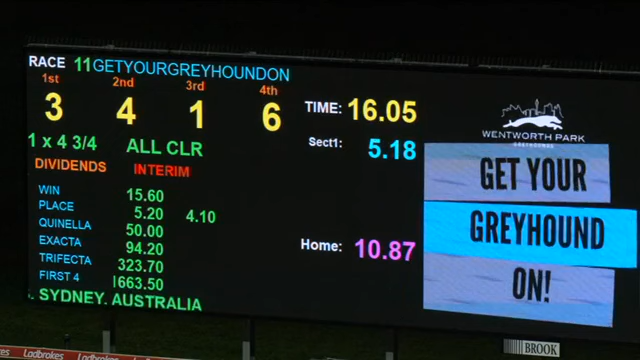 RACE 11GETYOURGREYHOUNDON
1st 2nd 3rd 4th
3 4 1 6
1 x 4 3/4 ALL CLR
DIVIDENDS INTERIM
WIN 15.60
PLACE 5.20 4.10
QUINELLA 50.00
EXACTA 94.20
TRIFECTA 323.70
FIRST 4 1663.50
. SYDNEY, AUSTRALIA
TIME: 16.05
Sect1: 5.18
Home: 10.87
WENTWORTH PARK
GREYHOUNDS
GET YOUR
GREYHOUND
ON!
BROOK
Ladbrokes
Ladbrokes